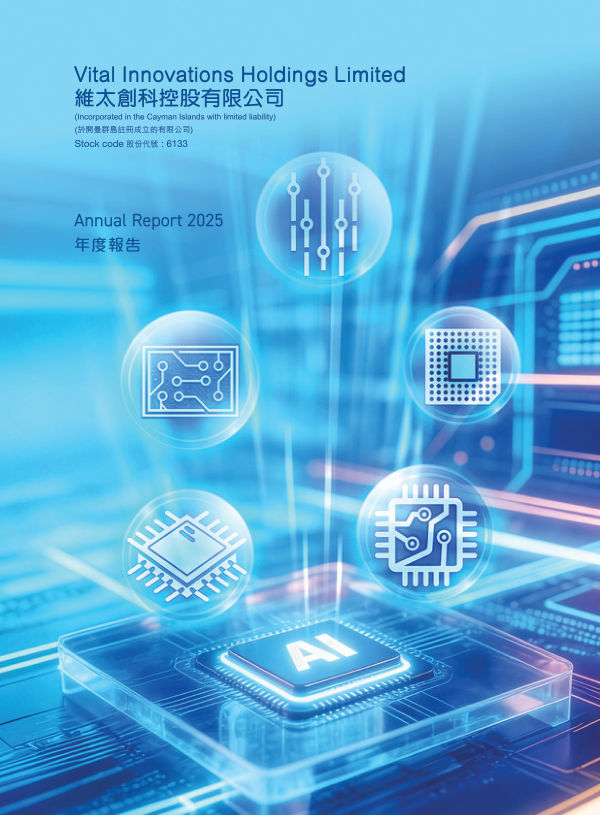 Vital Innovations Holdings Limited
維太創科控股有限公司
(Incorporated in the Cayman Islands with limited liability)
(於開曼群島註冊成立的有限公司)
Stock code 股份代號 : 6133
Annual Report 2025
年度報告
AI